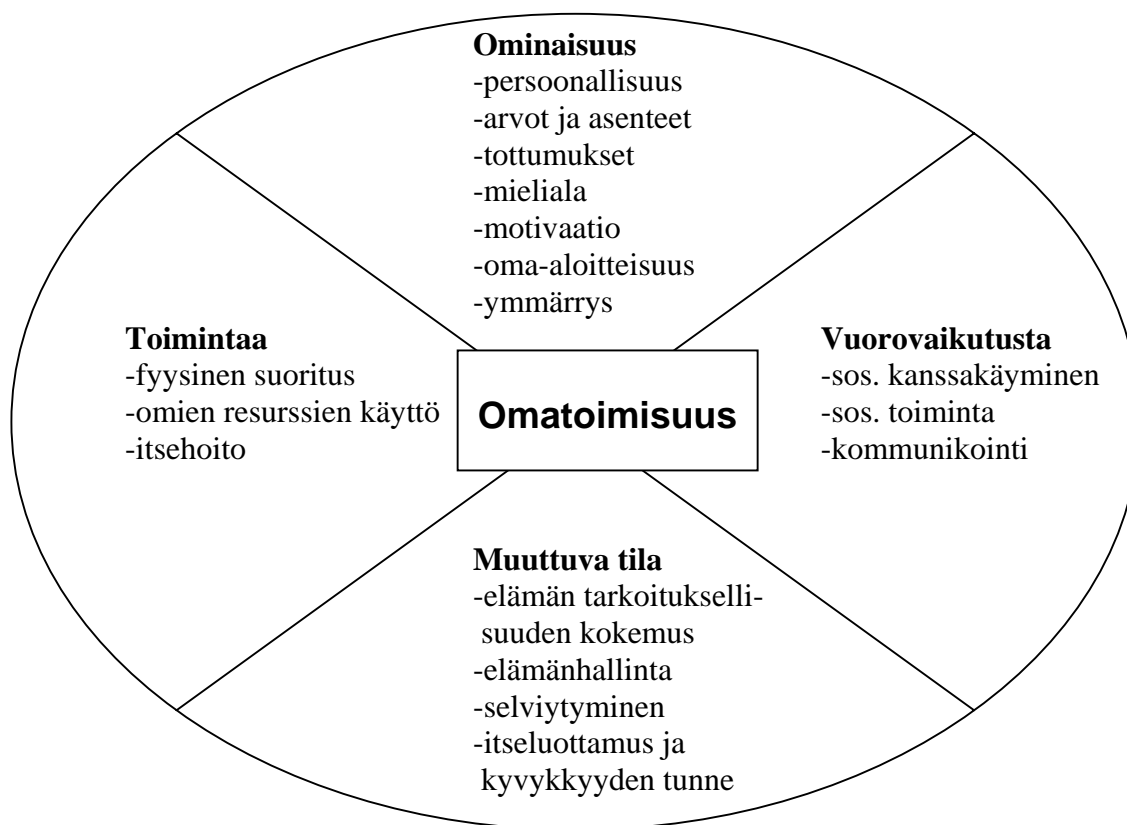 Ominaisuus
-persoonallisuus
-arvot ja asenteet
-tottumukset
-mieliala
-motivaatio
-oma-aloitteisuus
-ymmärrys
Toimintaa
-fyysinen suoritus
-omien resurssien käyttö
-itsehoito
Omatoimisuus
Vuorovaikutusta
-sos. kanssakäyminen
-sos. toiminta
-kommunikointi
Muuttuva tila
-elämän tarkoitukselli-
suuden kokemus
-elämänhallinta
-selviytyminen
-itseluottamus ja
kyvykkyyden tunne